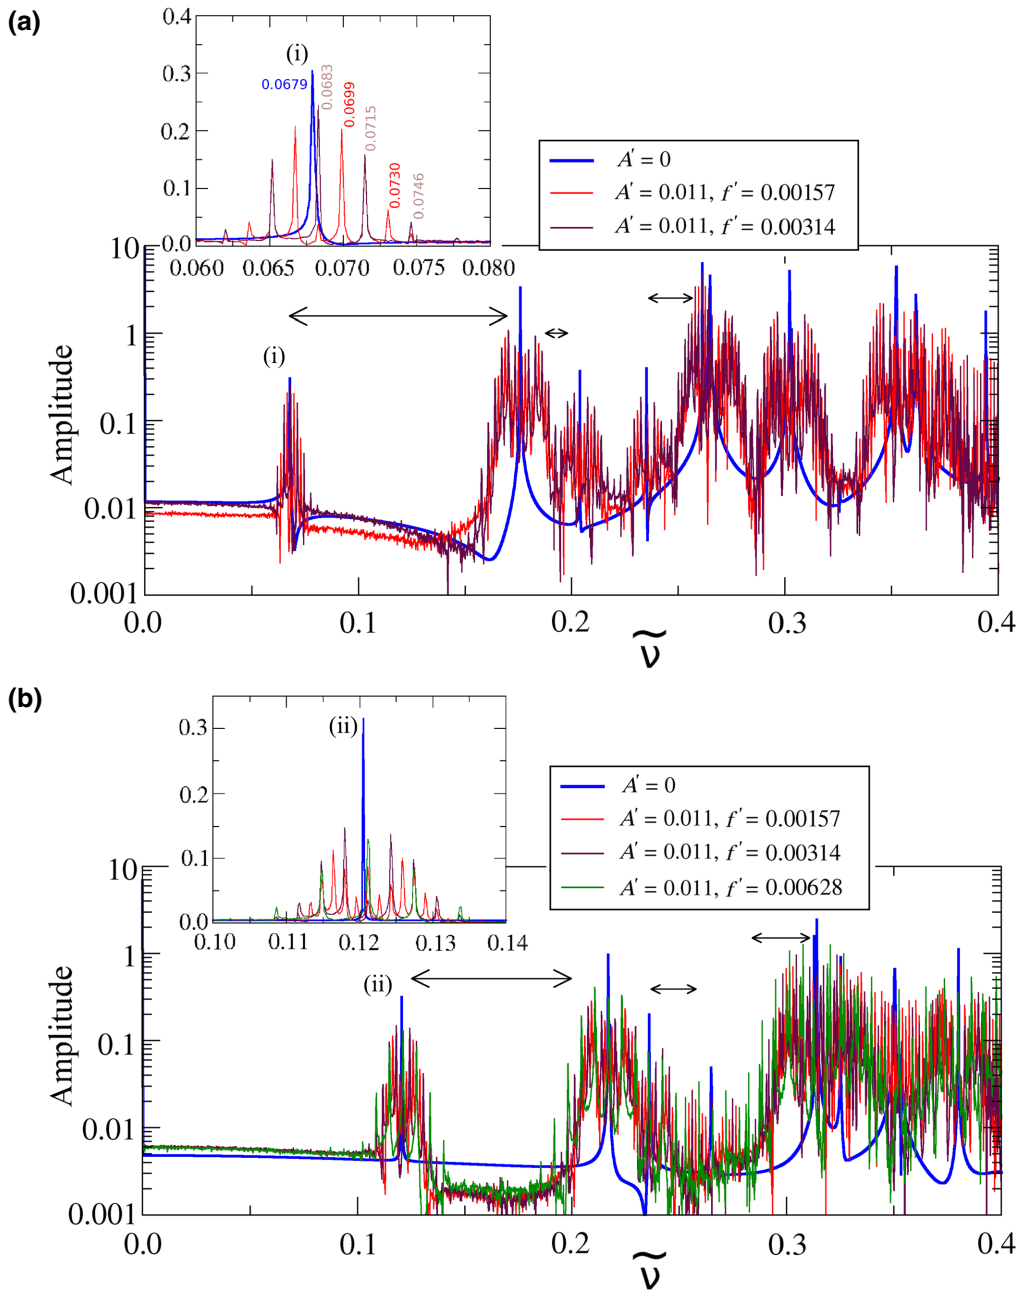 (a)
0.4
0.3
0.2
0.1
0.0
(i)
0.0679
0.0683
0.0699
0.0715
0.0730
0.0746
0.060 0.065 0.070 0.075 0.080
A′ = 0
A′ = 0.011, f′ = 0.00157
A′ = 0.011, f′ = 0.00314
10
1
0.1
0.01
0.001
Amplitude
(i)
0.0 0.1 0.2 0.3 0.4
ν̃
(b)
0.3
0.2
0.1
0.0
(ii)
0.10 0.11 0.12 0.13 0.14
A′ = 0
A′ = 0.011, f′ = 0.00157
A′ = 0.011, f′ = 0.00314
A′ = 0.011, f′ = 0.00628
10
1
0.1
0.01
0.001
Amplitude
(ii)
0.0 0.1 0.2 0.3 0.4
ν̃